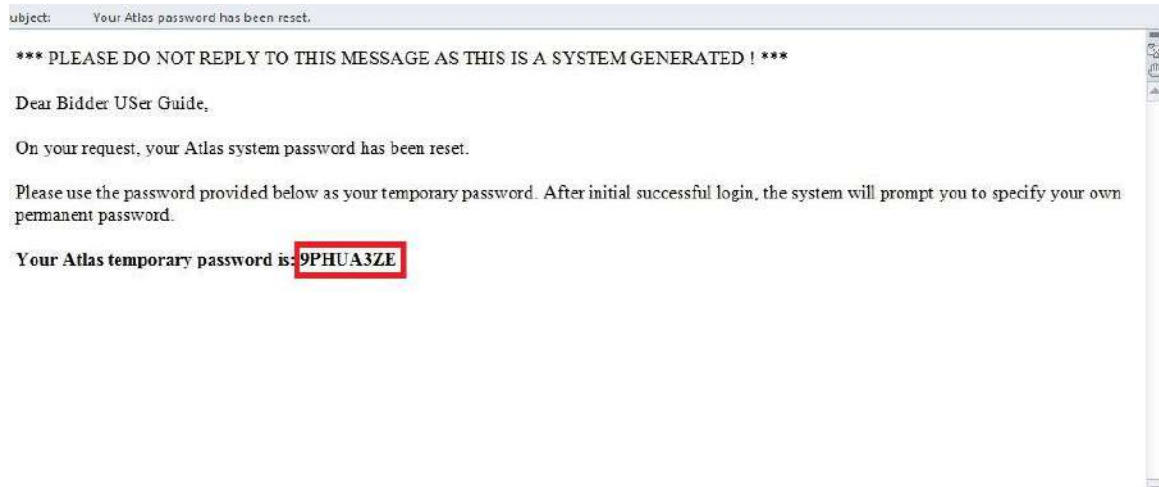 ubject: Your Atlas password has been reset.
*** PLEASE DO NOT REPLY TO THIS MESSAGE AS THIS IS A SYSTEM GENERATED ! ***
Dear Bidder USer Guide,
On your request, your Atlas system password has been reset.
Please use the password provided below as your temporary password. After initial successful login, the system will prompt you to specify your own
permanent password.
Your Atlas temporary password is: 9PHUA3ZE